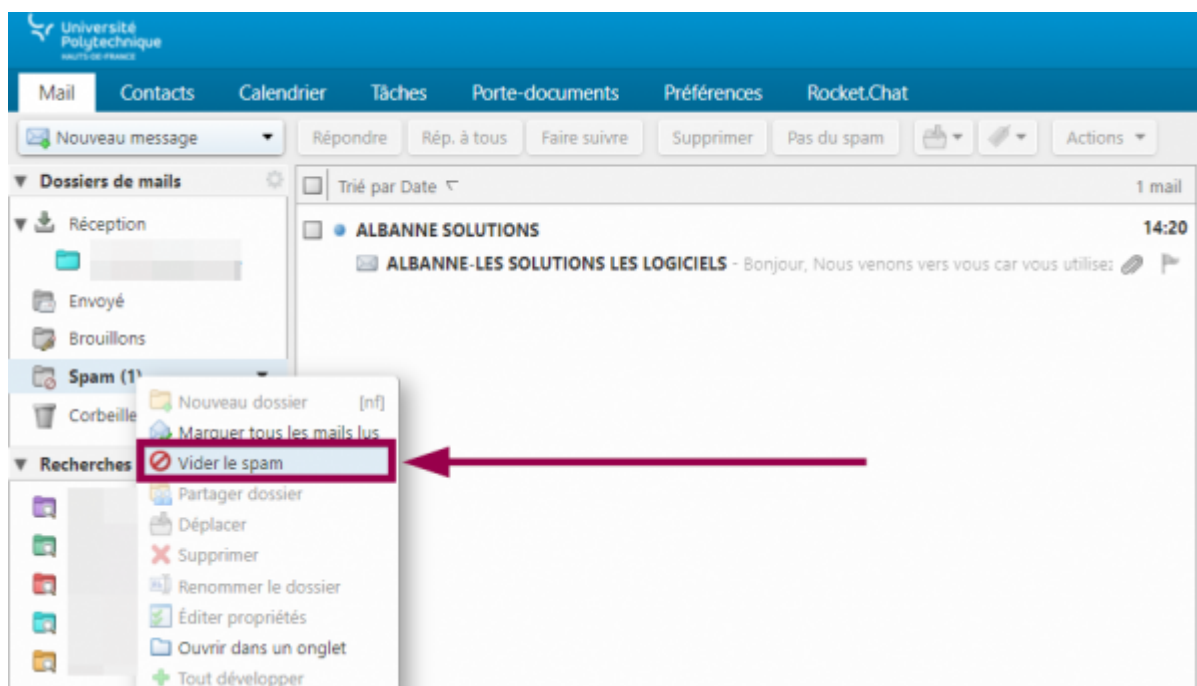 Université
Polytechnique
HAUTS-DE-FRANCE
Mail Contacts Calendrier Tâches Porte-documents Préférences Rocket.Chat
Nouveau message Répondre Rép. à tous Faire suivre Supprimer Pas du spam Actions
Dossiers de mails Trié par Date 1 mail
Réception
ALBANNE SOLUTIONS 14:20
ALBANNE-LES SOLUTIONS LES LOGICIELS - Bonjour, Nous venons vers vous car vous utilisez
Envoyé
Brouillons
Spam (1)
Corbeille
Recherches
Nouveau dossier [nf]
Marquer tous les mails lus
Vider le spam
Partager dossier
Déplacer
Supprimer
Renommer le dossier
Éditer propriétés
Ouvrir dans un onglet
Tout développer